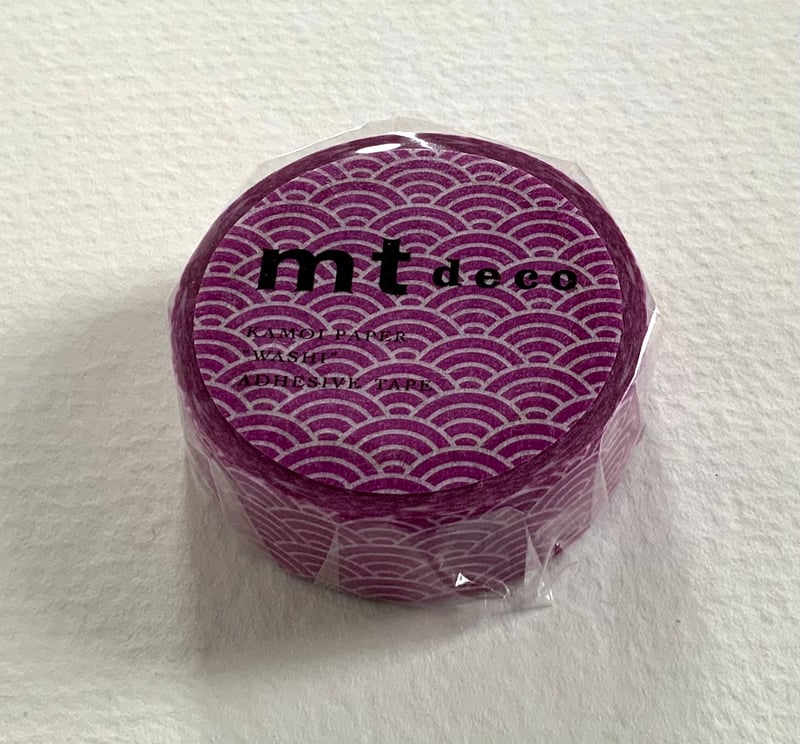 mt deco
KAMOI PAPER
"WASHI"
ADHESIVE TAPE